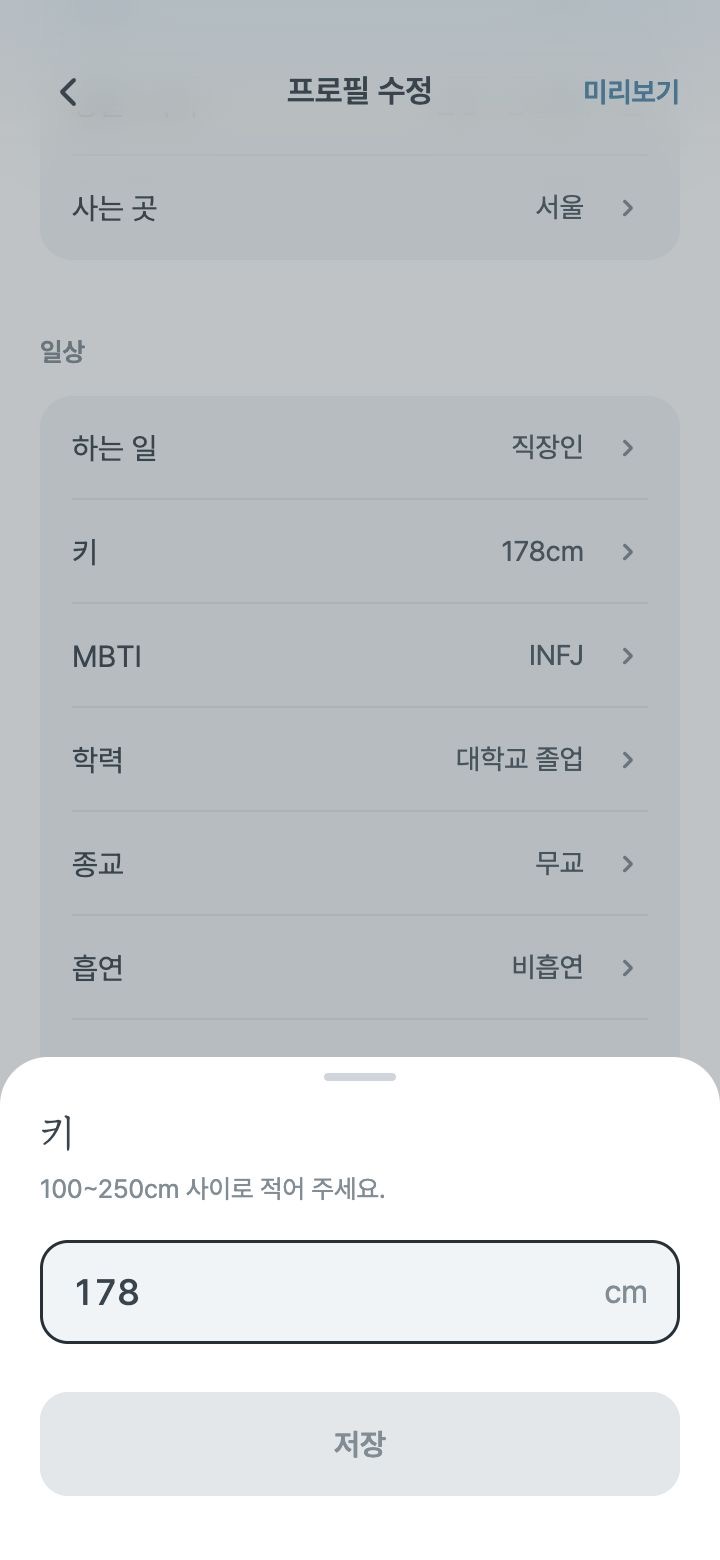 프로필 수정
미리보기
사는 곳 서울
일상
하는 일 직장인
키 178cm
MBTI INFJ
학력 대학교 졸업
종교 무교
흡연 비흡연
키
100~250cm 사이로 적어 주세요.
178 cm
저장